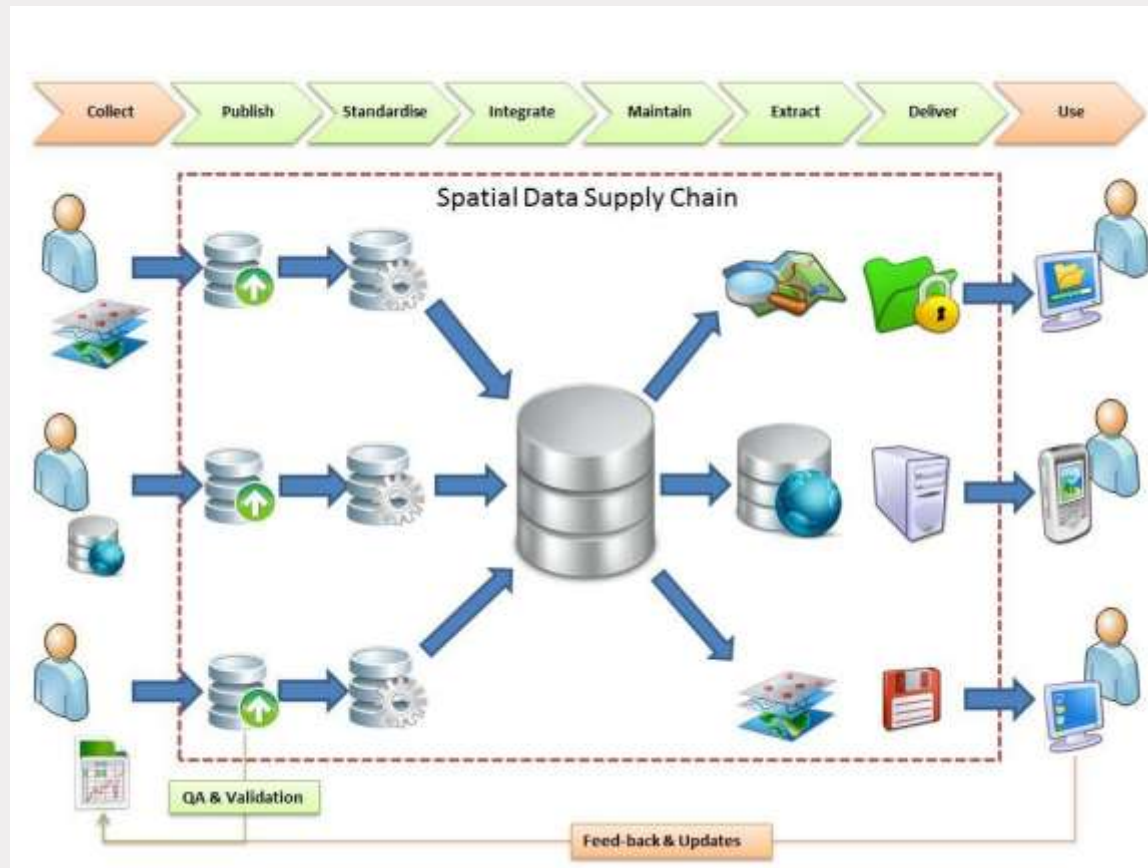 Collect
Publish
Standardise
Integrate
Maintain
Extract
Deliver
Use
Spatial Data Supply Chain
QA & Validation
Feed-back & Updates